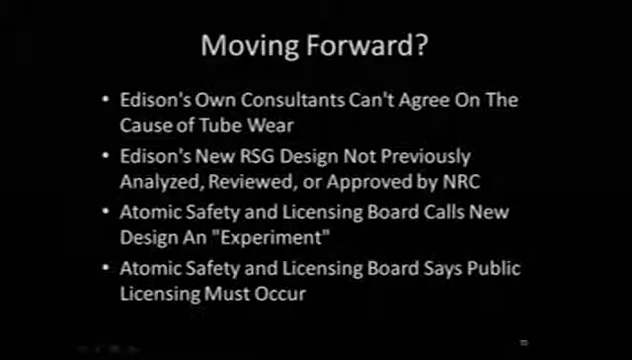 Moving Forward?
• Edison's Own Consultants Can't Agree On The
Cause of Tube Wear
• Edison's New RSG Design Not Previously
Analyzed, Reviewed, or Approved by NRC
• Atomic Safety and Licensing Board Calls New
Design An "Experiment"
• Atomic Safety and Licensing Board Says Public
Licensing Must Occur